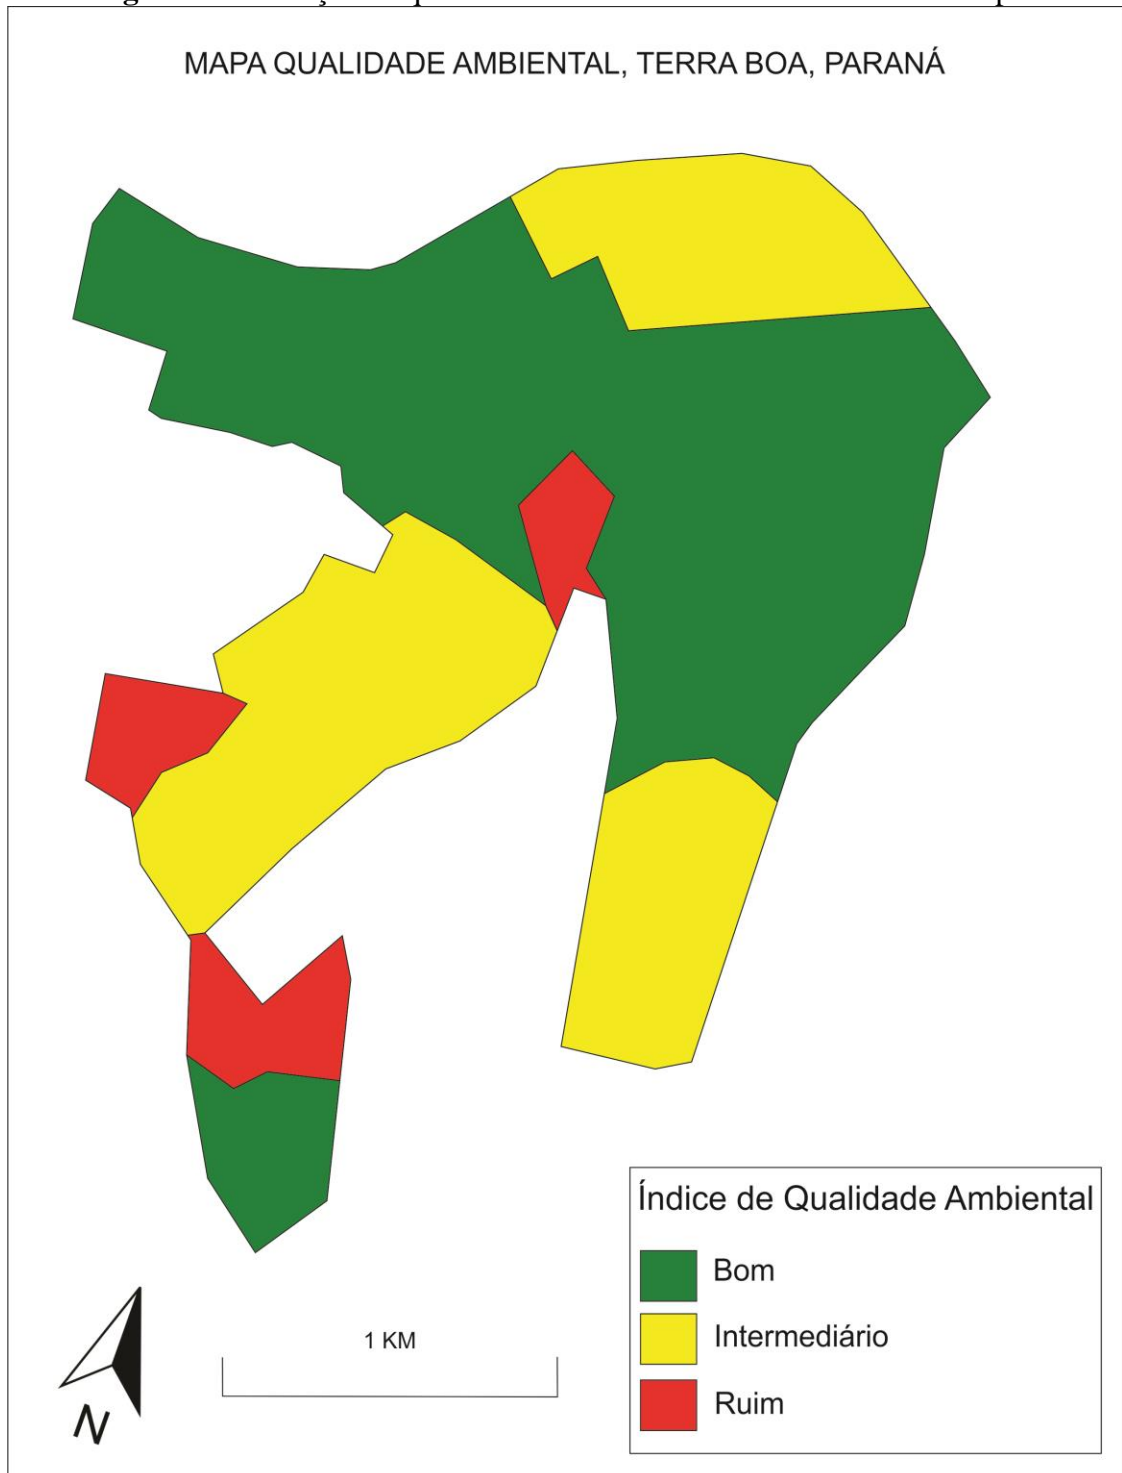 MAPA QUALIDADE AMBIENTAL, TERRA BOA, PARANÁ
1 KM
N
Índice de Qualidade Ambiental
Bom
Intermediário
Ruim